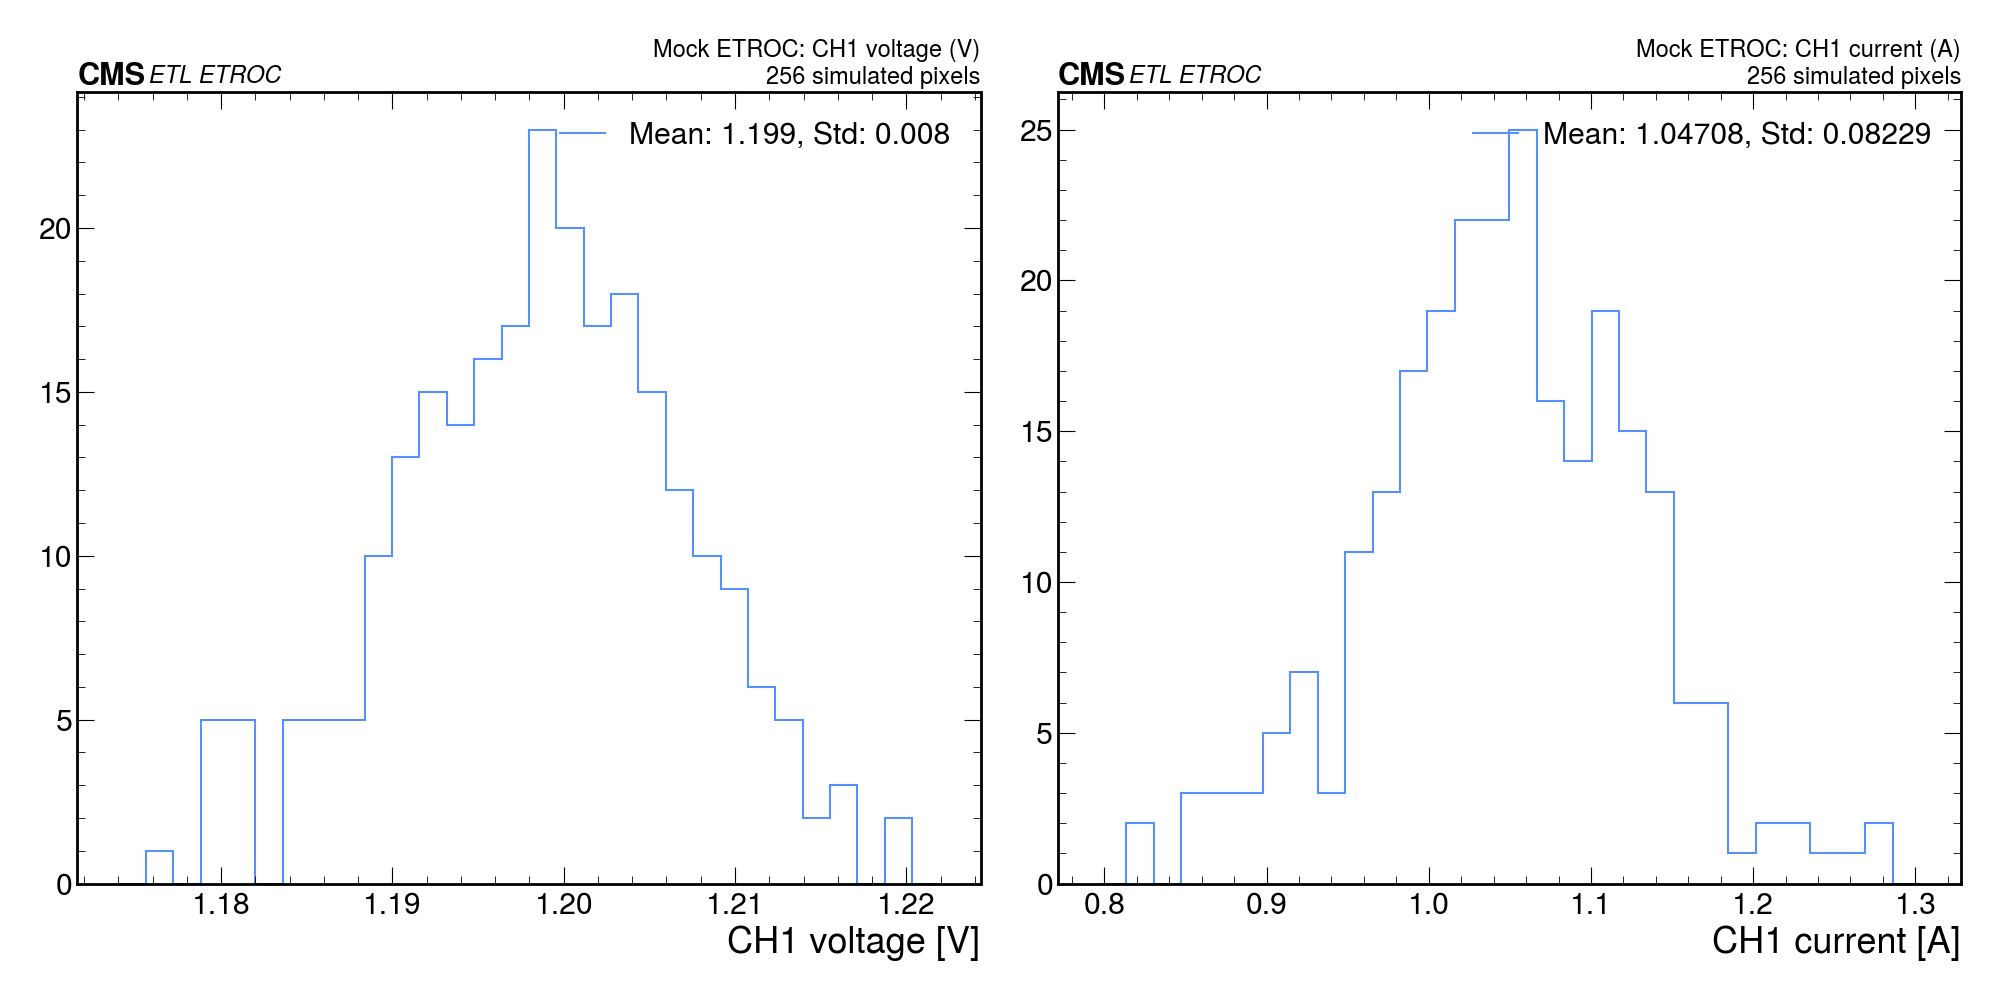 Mock ETROC: CH1 voltage (V)
CMS ETL ETROC
256 simulated pixels
Mean: 1.199, Std: 0.008
20
15
10
5
0
1.18 1.19 1.20 1.21 1.22
CH1 voltage [V]
Mock ETROC: CH1 current (A)
CMS ETL ETROC
256 simulated pixels
Mean: 1.04708, Std: 0.08229
25
20
15
10
5
0
0.8 0.9 1.0 1.1 1.2 1.3
CH1 current [A]